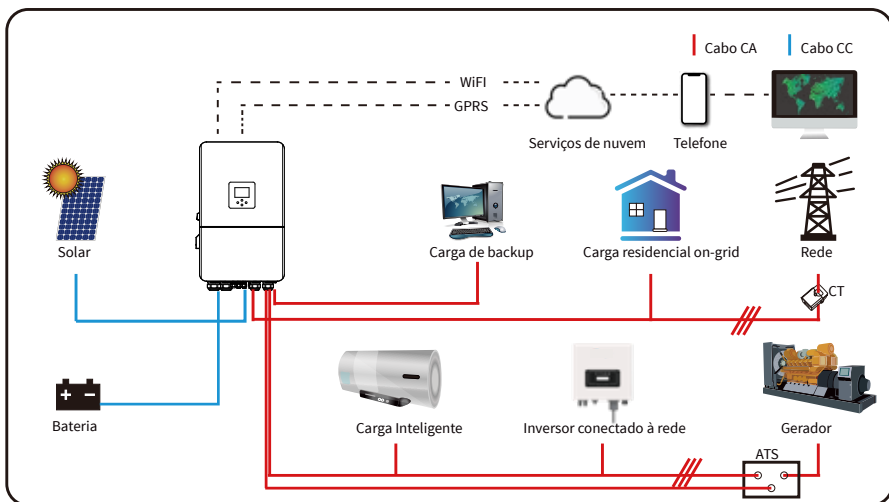 Cabo CA
Cabo CC
WiFI
GPRS
Serviços de nuvem
Telefone
Solar
Carga de backup
Carga residencial on-grid
Rede
CT
Bateria
Carga Inteligente
Inversor conectado à rede
Gerador
ATS